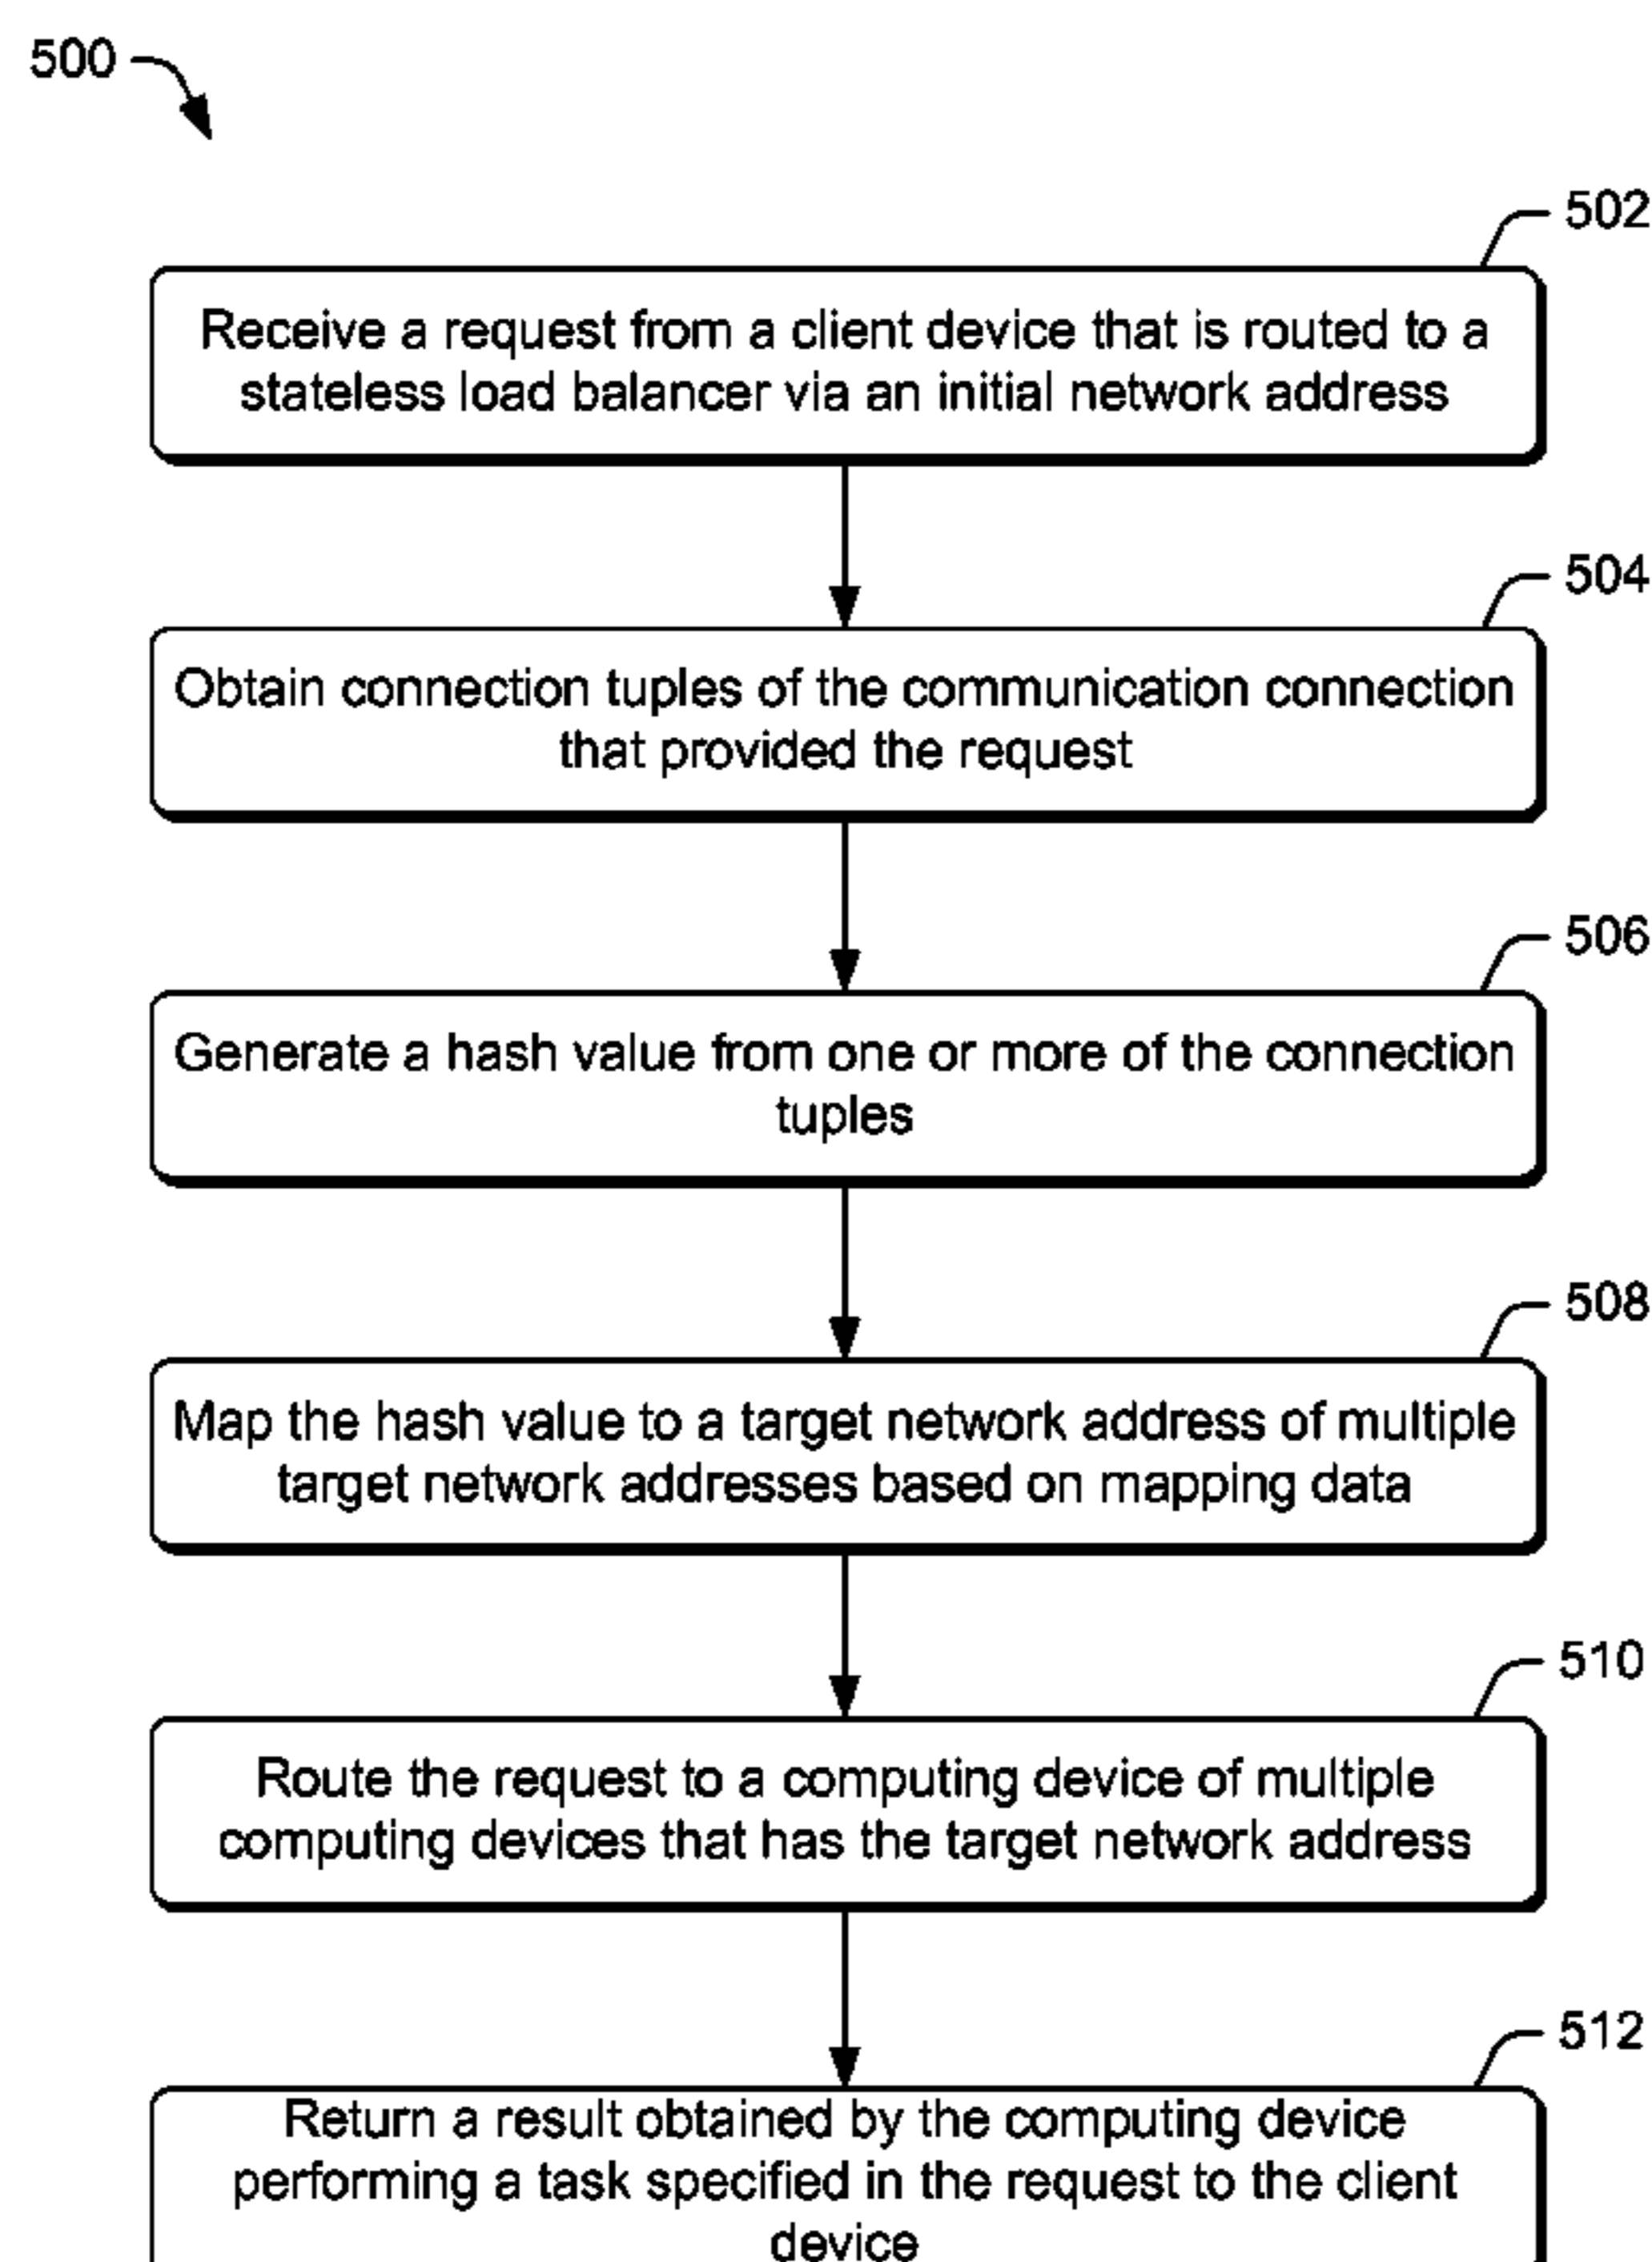 500
502
Receive a request from a client device that is routed to a
stateless load balancer via an initial network address
504
Obtain connection tuples of the communication connection
that provided the request
506
Generate a hash value from one or more of the connection
tuples
508
Map the hash value to a target network address of multiple
target network addresses based on mapping data
510
Route the request to a computing device of multiple
computing devices that has the target network address
512
Return a result obtained by the computing device
performing a task specified in the request to the client
device